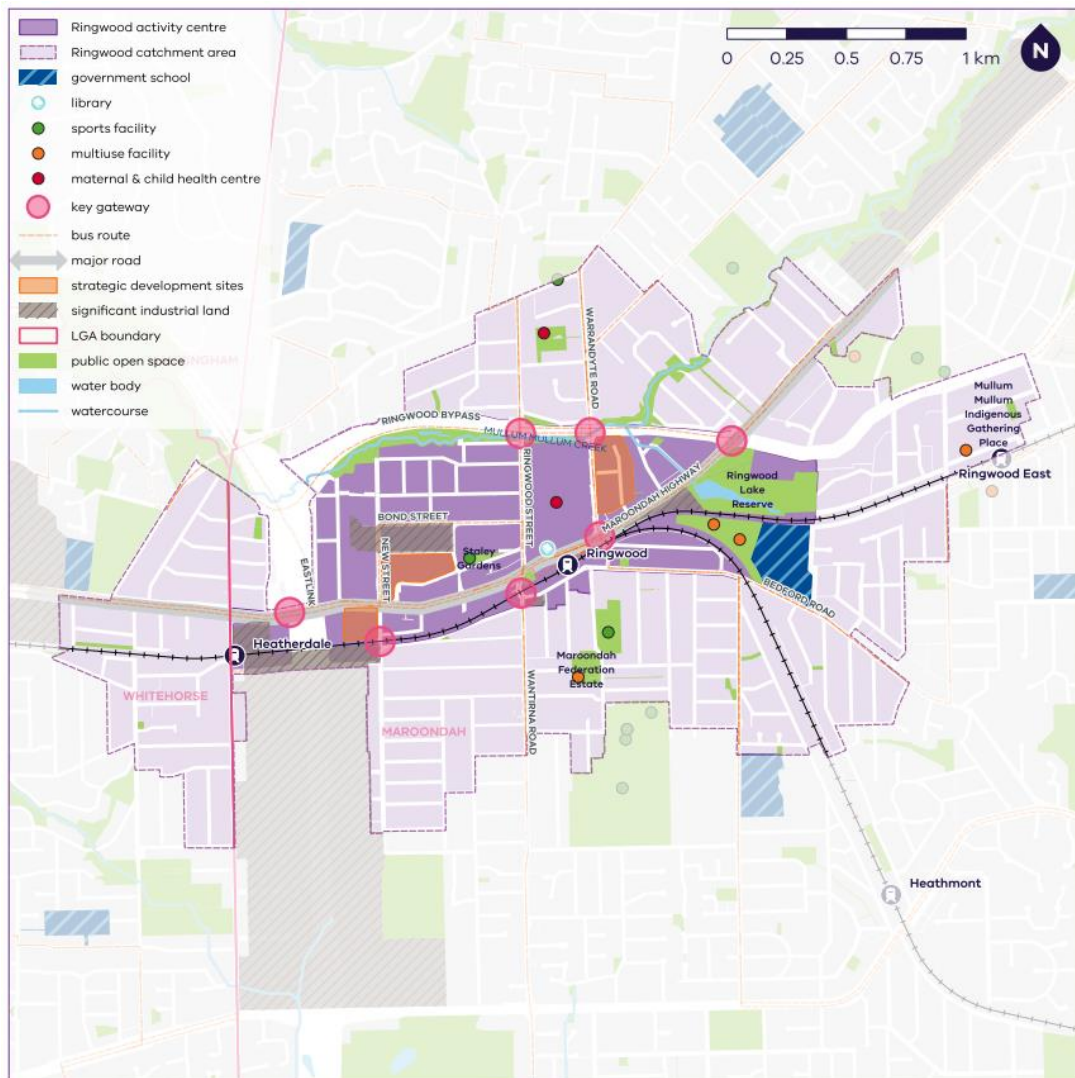 Ringwood activity centre
Ringwood catchment area
government school
library
sports facility
multiuse facility
maternal & child health centre
key gateway
bus route
major road
strategic development sites
significant industrial land
LGA boundary
public open space
water body
watercourse
0 0.25 0.5 0.75 1 km
N
NGHAM
WARRANDYTE ROAD
RINGWOOD BYPASS
MULLUM MULLUM CREEK
RINGWOOD STREET
MAROONDAH HIGHWAY
Mullum
Mullum
Indigenous
Gathering
Place
Ringwood East
Ringwood
Lake
Reserve
BOND STREET
NEW STREET
Staley
Gardens
Ringwood
EASTLINK
BEDFORD ROAD
Heatherdale
Maroondah
Federation
Estate
WHITEHORSE
MAROONDAH
WANTIRNA ROAD
Heathmont